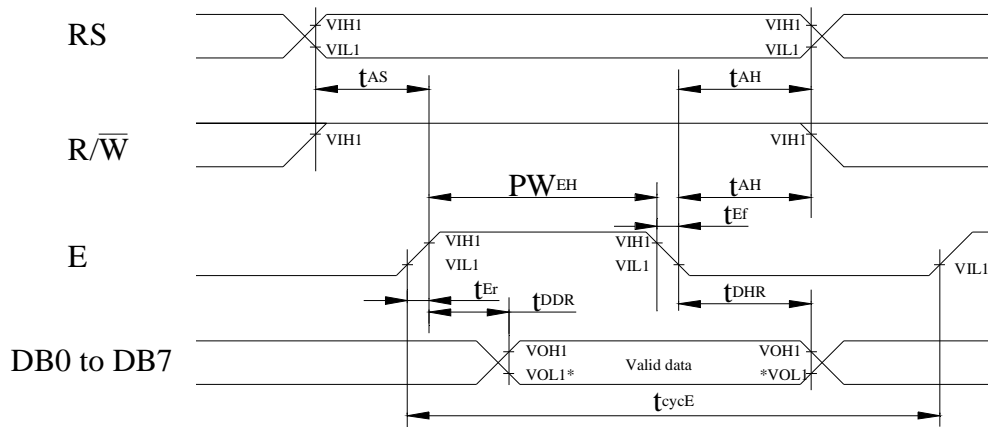 RS
VIH1
VIL1
VIH1
VIL1
tAS
tAH
R/W̅
VIH1
VIH1
PWEH
tAH
tEf
E
VIH1
VIL1
VIH1
VIL1
VIL1
tEr
tDDR
tDHR
DB0 to DB7
VOH1
VOL1*
Valid data
VOH1
*VOL1
tcycE